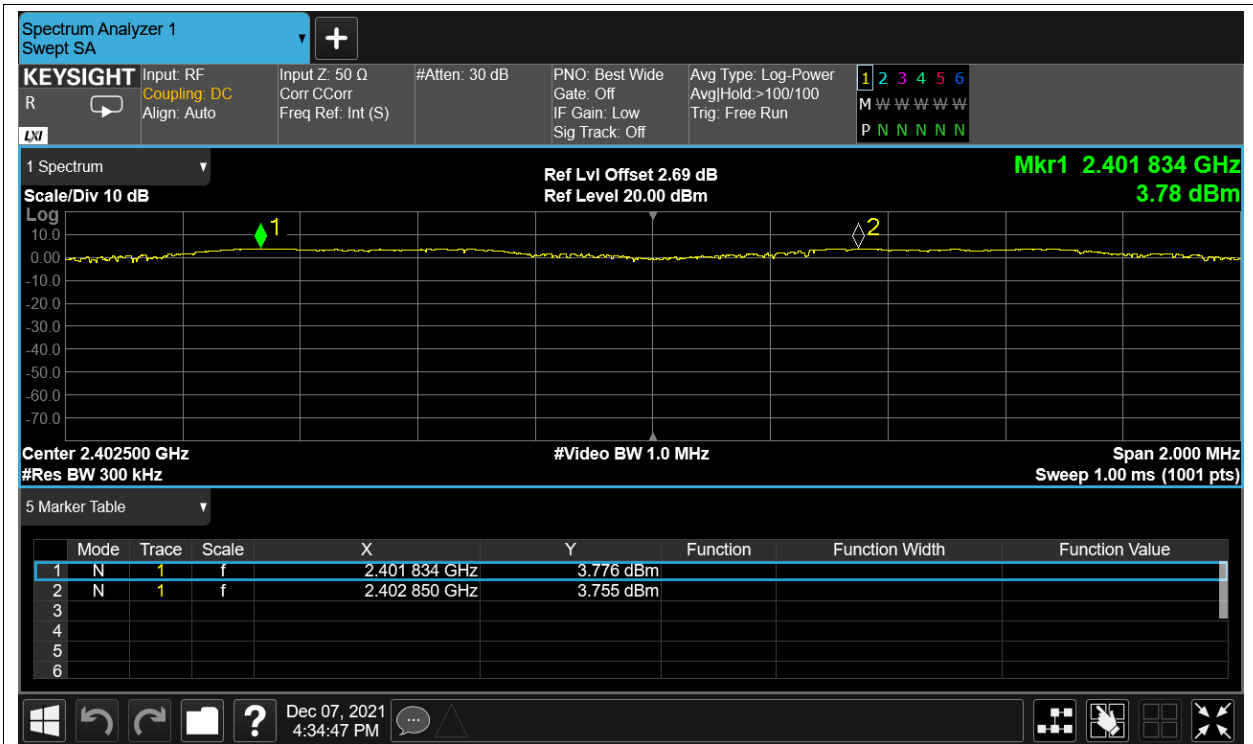 Spectrum Analyzer 1
Swept SA
+
KEYSIGHT
R
LXI
Input: RF
Coupling: DC
Align: Auto
Input Z: 50 Ω
Corr CCorr
Freq Ref: Int (S)
#Atten: 30 dB
PNO: Best Wide
Gate: Off
IF Gain: Low
Sig Track: Off
Avg Type: Log-Power
Avg|Hold:>100/100
Trig: Free Run
1 2 3 4 5 6
M W W W W W
P N N N N N
1 Spectrum
Scale/Div 10 dB
Ref Lvl Offset 2.69 dB
Ref Level 20.00 dBm
Mkr1 2.401 834 GHz
3.78 dBm
Log
10.0
0.00
-10.0
-20.0
-30.0
-40.0
-50.0
-60.0
-70.0
1
2
Center 2.402500 GHz
#Res BW 300 kHz
#Video BW 1.0 MHz
Span 2.000 MHz
Sweep 1.00 ms (1001 pts)
5 Marker Table
Mode Trace Scale X Y Function Function Width Function Value
1 N 1 f 2.401 834 GHz 3.776 dBm
2 N 1 f 2.402 850 GHz 3.755 dBm
3
4
5
6
?
Dec 07, 2021
4:34:47 PM